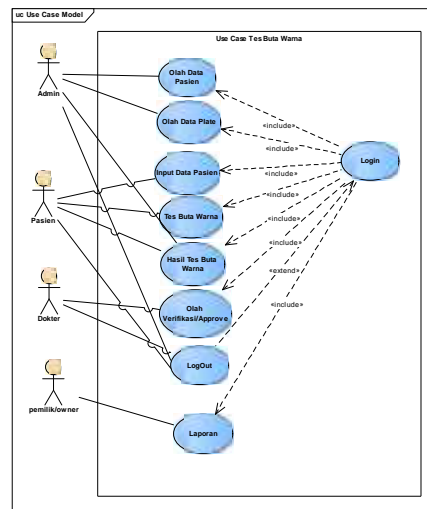 uc Use Case Model
Use Case Tes Buta Warna
Admin
Pasien
Dokter
pemilik/owner
Olah Data
Pasien
Olah Data Plate
Input Data Pasien
Tes Buta Warna
Hasil Tes Buta
Warna
Olah
Verifikasi/Approve
LogOut
Laporan
Login
«include»
«include»
«include»
«include»
«include»
«include»
«extend»
«include»